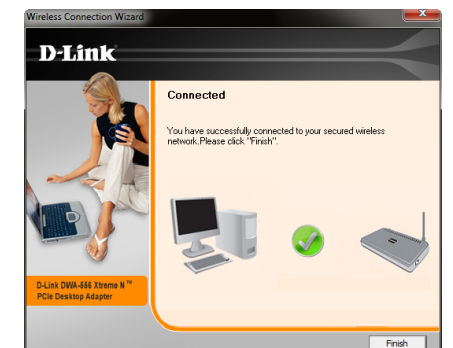 Wireless Connection Wizard
D-Link
Connected
You have successfully connected to your secured wireless
network.Please click "Finish".
D-Link DWA-556 Xtreme N™
PCIe Desktop Adapter
Finish